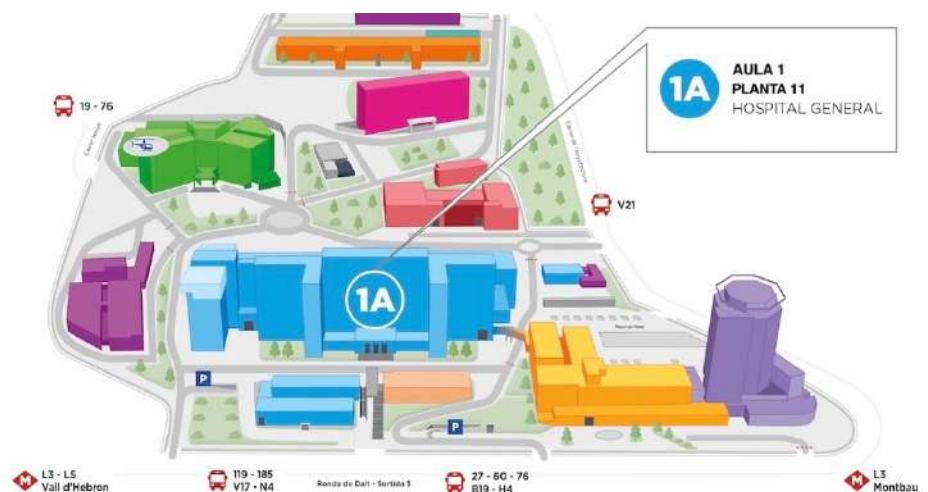 1A
AULA 1
PLANTA 11
HOSPITAL GENERAL
19 - 76
V21
1A
P
P
L3 - L5
Vall d'Hebron
119 - 185
V17 • N4
Ronda de Dalt - Sortida 5
27 - 60 - 76
B19 - H4
L3
Montbau